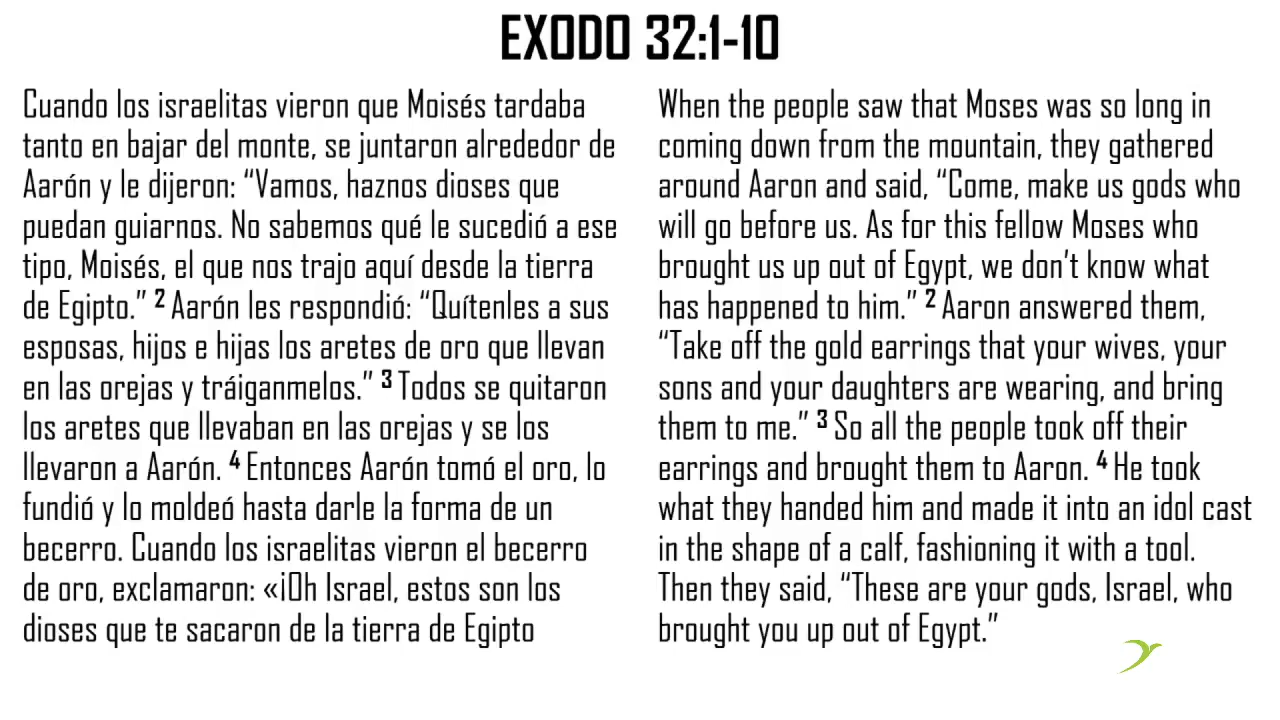 EXODO 32:1-10
Cuando los israelitas vieron que Moisés tardaba
tanto en bajar del monte, se juntaron alrededor de
Aarón y le dijeron: “Vamos, haznos dioses que
puedan guiarnos. No sabemos qué le sucedió a ese
tipo, Moisés, el que nos trajo aquí desde la tierra
de Egipto.” 2 Aarón les respondió: “Quítenles a sus
esposas, hijos e hijas los aretes de oro que llevan
en las orejas y tráiganmelos.” 3 Todos se quitaron
los aretes que llevaban en las orejas y se los
llevaron a Aarón. 4 Entonces Aarón tomó el oro, lo
fundió y lo moldeó hasta darle la forma de un
becerro. Cuando los israelitas vieron el becerro
de oro, exclamaron: «¡Oh Israel, estos son los
dioses que te sacaron de la tierra de Egipto
When the people saw that Moses was so long in
coming down from the mountain, they gathered
around Aaron and said, “Come, make us gods who
will go before us. As for this fellow Moses who
brought us up out of Egypt, we don’t know what
has happened to him.” 2 Aaron answered them,
“Take off the gold earrings that your wives, your
sons and your daughters are wearing, and bring
them to me.” 3 So all the people took off their
earrings and brought them to Aaron. 4 He took
what they handed him and made it into an idol cast
in the shape of a calf, fashioning it with a tool.
Then they said, “These are your gods, Israel, who
brought you up out of Egypt.”